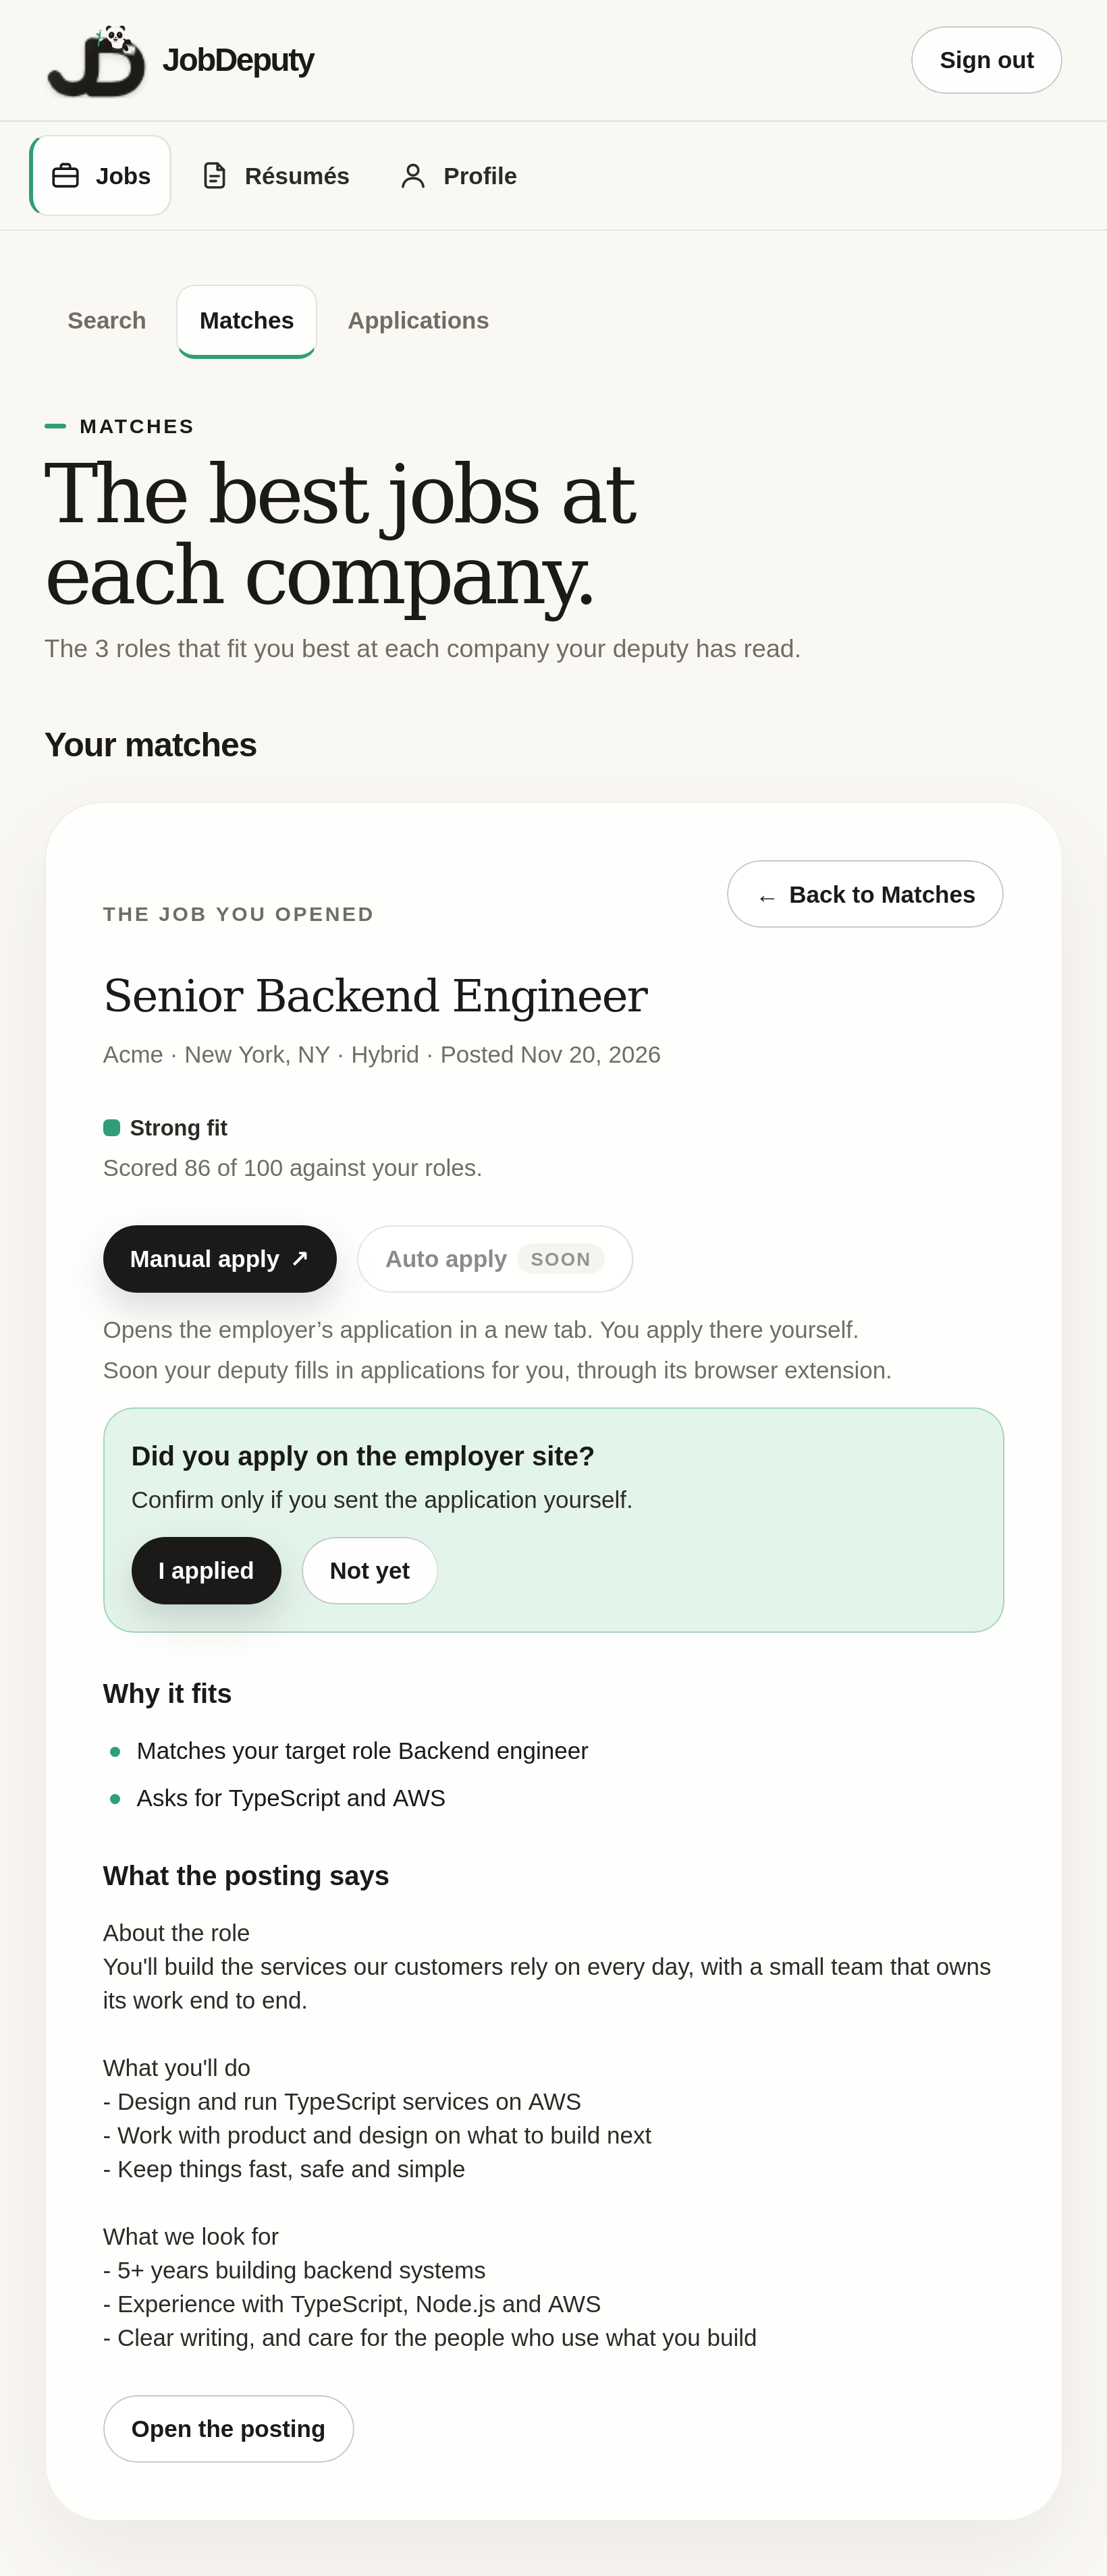 JD JobDeputy
Sign out
Jobs
Résumés
Profile
Search
Matches
Applications
MATCHES
The best jobs at
each company.
The 3 roles that fit you best at each company your deputy has read.
Your matches
THE JOB YOU OPENED
← Back to Matches
Senior Backend Engineer
Acme · New York, NY · Hybrid · Posted Nov 20, 2026
Strong fit
Scored 86 of 100 against your roles.
Manual apply ↗
Auto apply SOON
Opens the employer’s application in a new tab. You apply there yourself.
Soon your deputy fills in applications for you, through its browser extension.
Did you apply on the employer site?
Confirm only if you sent the application yourself.
I applied
Not yet
Why it fits
Matches your target role Backend engineer
Asks for TypeScript and AWS
What the posting says
About the role
You'll build the services our customers rely on every day, with a small team that owns
its work end to end.
What you'll do
- Design and run TypeScript services on AWS
- Work with product and design on what to build next
- Keep things fast, safe and simple
What we look for
- 5+ years building backend systems
- Experience with TypeScript, Node.js and AWS
- Clear writing, and care for the people who use what you build
Open the posting